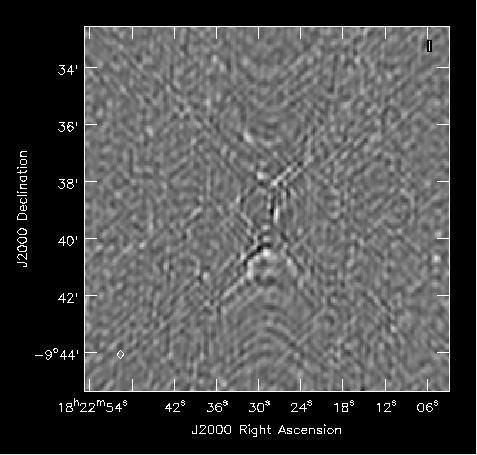 I
34'
36'
38'
40'
42'
−9°44'
J2000 Declination
18ʰ22ᵐ54ˢ 42ˢ 36ˢ 30ˢ 24ˢ 18ˢ 12ˢ 06ˢ
J2000 Right Ascension